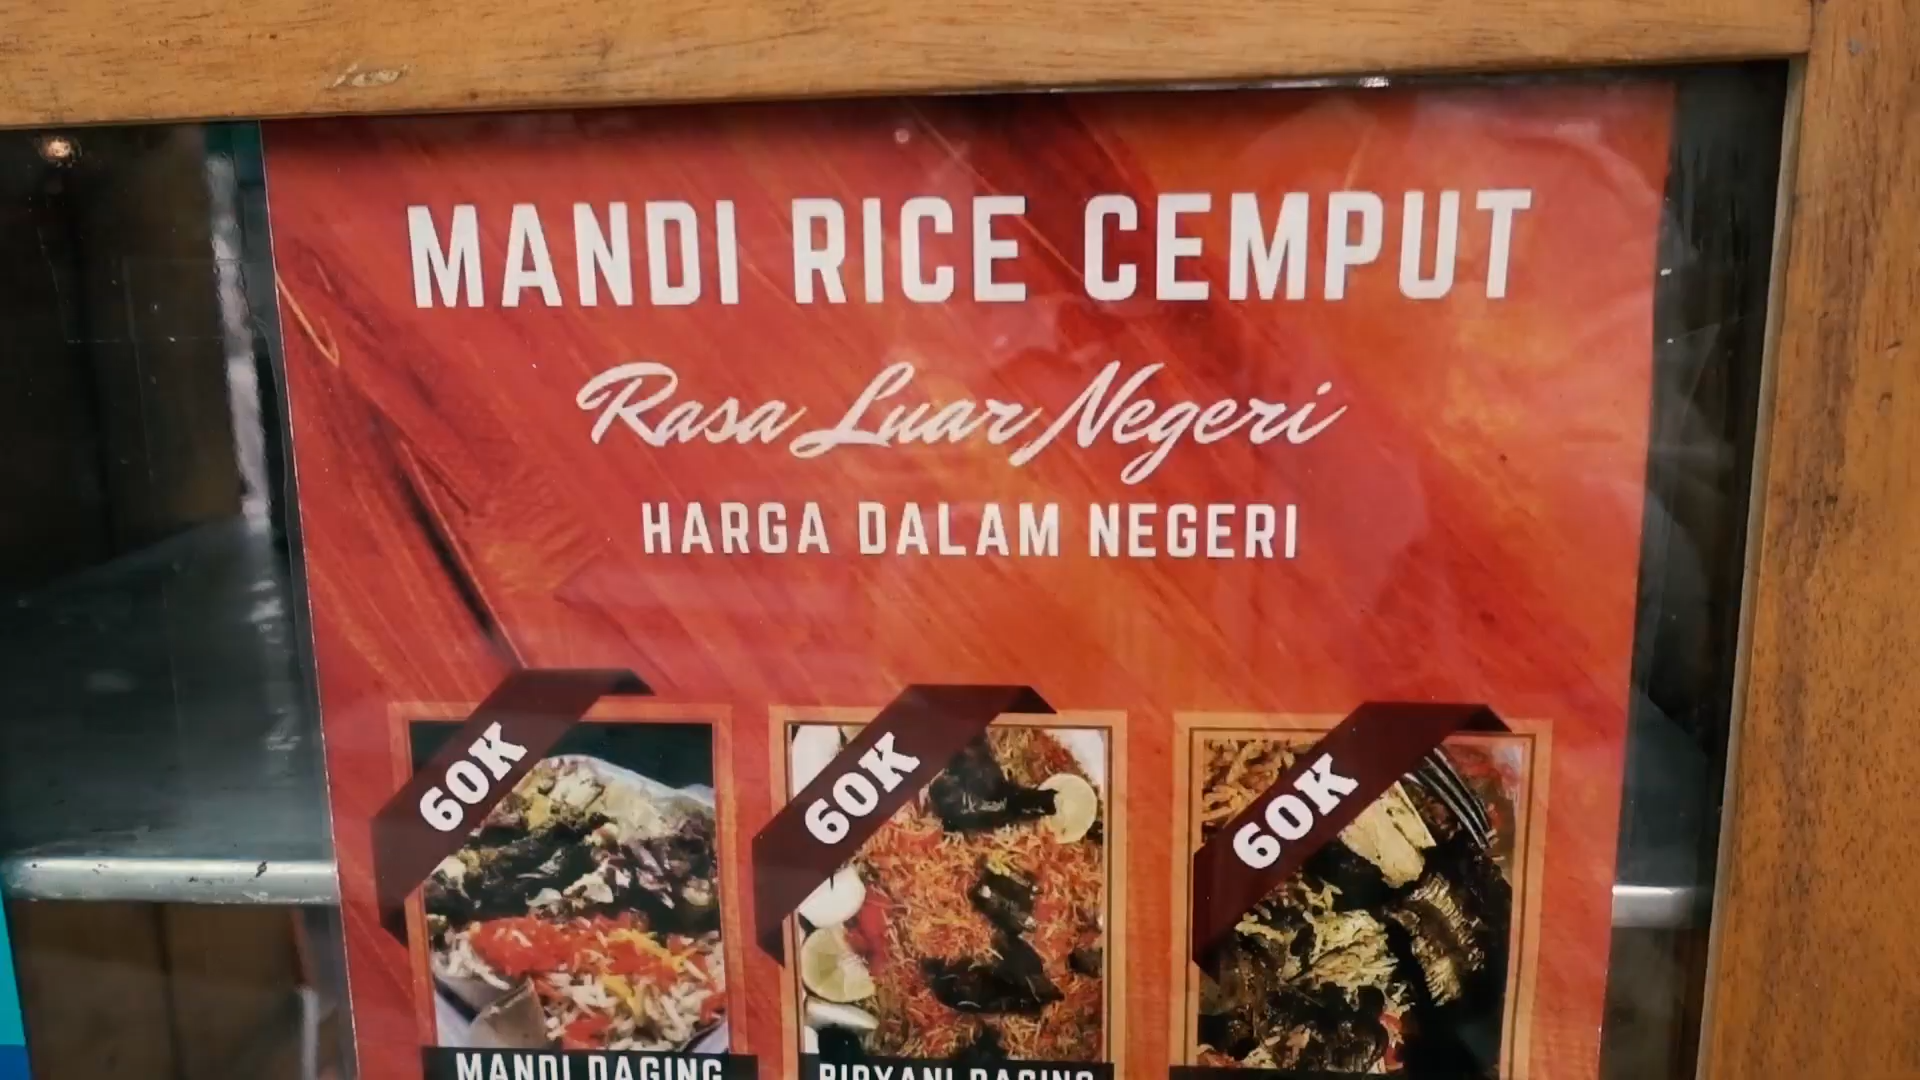 MANDI RICE CEMPUT
Rasa Luar Negeri
HARGA DALAM NEGERI
60K
60K
60K
MANDI DAGING
BIRYANI DAGING